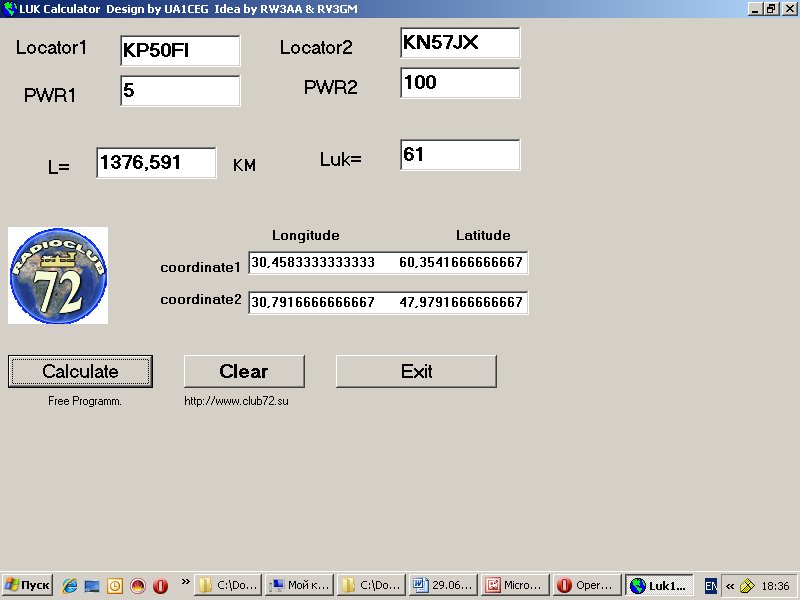 LUK Calculator Design by UA1CEG Idea by RW3AA & RV3GM
Locator1 KP50FI Locator2 KN57JX
PWR1 5 PWR2 100
L= 1376,591 KM Luk= 61
RADIOCLUB
72
Longitude Latitude
coordinate1 30,4583333333333 60,3541666666667
coordinate2 30,7916666666667 47,9791666666667
Calculate Clear Exit
Free Programm. http://www.club72.su
Пуск » C:\Do... Мой к... C:\Do... 29.06... Micro... Oper... Luk1... EN « 18:36